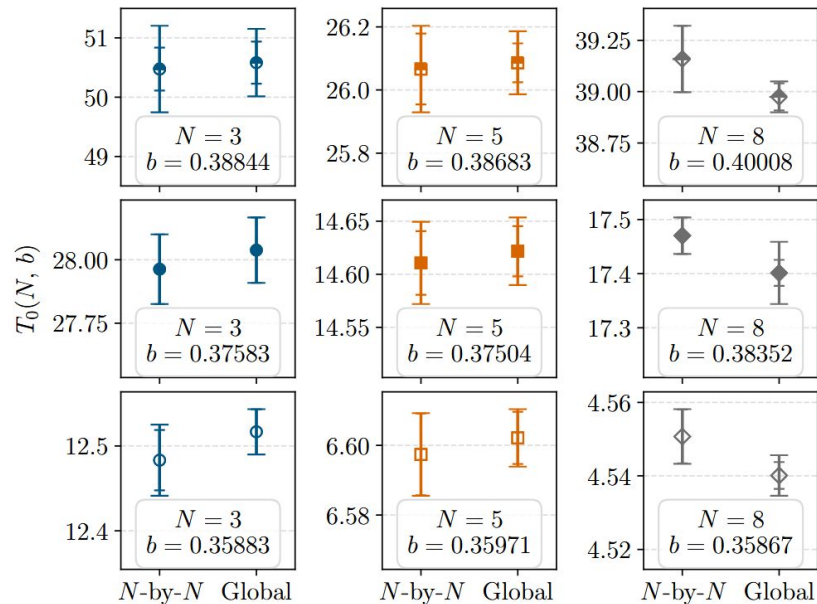 51
50
49
N = 3
b = 0.38844
26.2
26.0
25.8
N = 5
b = 0.38683
39.25
39.00
38.75
N = 8
b = 0.40008
T₀(N, b)
28.00
27.75
N = 3
b = 0.37583
14.65
14.60
14.55
N = 5
b = 0.37504
17.5
17.4
17.3
N = 8
b = 0.38352
12.5
12.4
N = 3
b = 0.35883
6.60
6.58
N = 5
b = 0.35971
4.56
4.54
4.52
N = 8
b = 0.35867
N-by-N Global
N-by-N Global
N-by-N Global